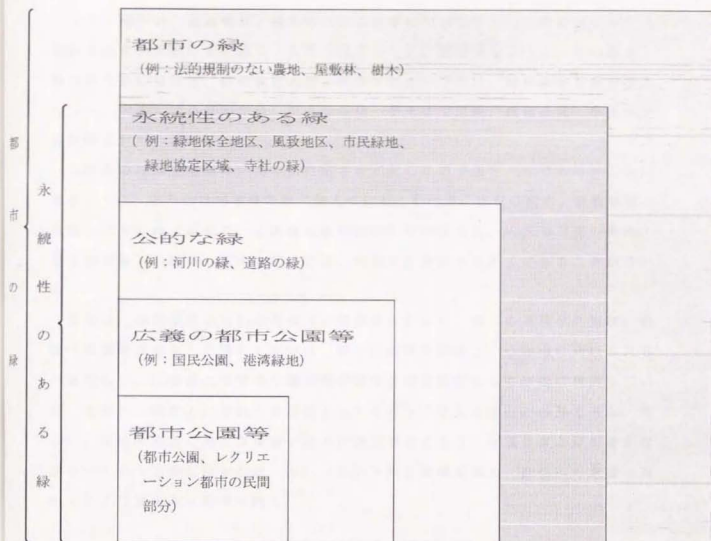 都市の緑
(例：法的規制のない農地、屋敷林、樹木)
永続性のある緑
(例：緑地保全地区、風致地区、市民緑地、
緑地協定区域、寺社の緑)
公的な緑
(例：河川の緑、道路の緑)
広義の都市公園等
(例：国民公園、港湾緑地)
都市公園等
(都市公園、レクリエ
ーション都市の民間
部分)
都市の緑
永続性のある緑